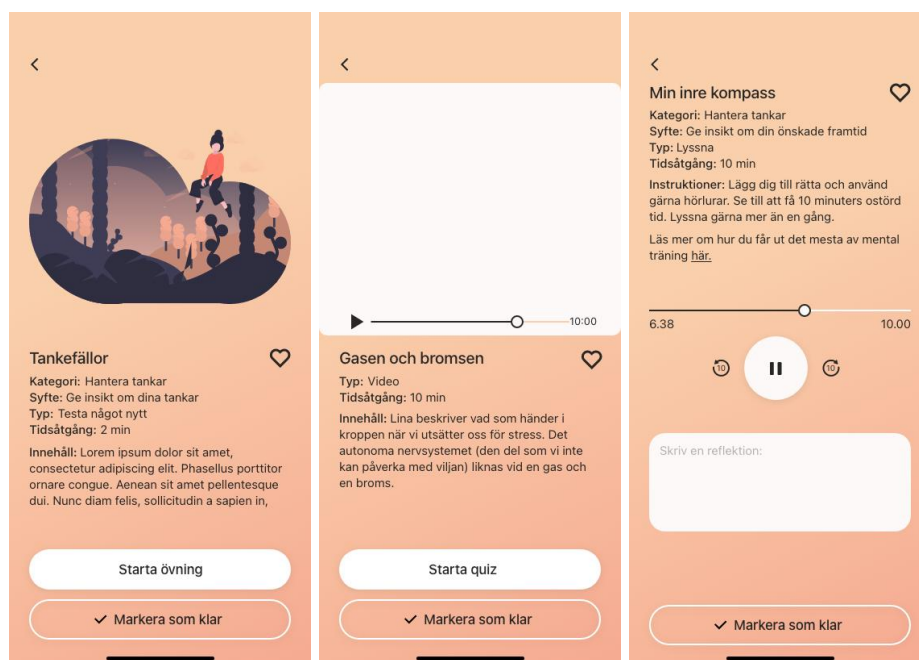 Tankefällor
Kategori: Hantera tankar
Syfte: Ge insikt om dina tankar
Typ: Testa något nytt
Tidsåtgång: 2 min
Innehåll: Lorem ipsum dolor sit amet,
consectetur adipiscing elit. Phasellus porttitor
ornare congue. Aenean sit amet pellentesque
dui. Nunc diam felis, sollicitudin a sapien in,
Starta övning
Markera som klar
10:00
Gasen och bromsen
Typ: Video
Tidsåtgång: 10 min
Innehåll: Lina beskriver vad som händer i
kroppen när vi utsätter oss för stress. Det
autonoma nervsystemet (den del som vi inte
kan påverka med viljan) liknas vid en gas och
en broms.
Starta quiz
Markera som klar
Min inre kompass
Kategori: Hantera tankar
Syfte: Ge insikt om din önskade framtid
Typ: Lyssna
Tidsåtgång: 10 min
Instruktioner: Lägg dig till rätta och använd
gärna hörlurar. Se till att få 10 minuters ostörd
tid. Lyssna gärna mer än en gång.
Läs mer om hur du får ut det mesta av mental
träning här.
6.38
10.00
10
10
Skriv en reflektion:
Markera som klar